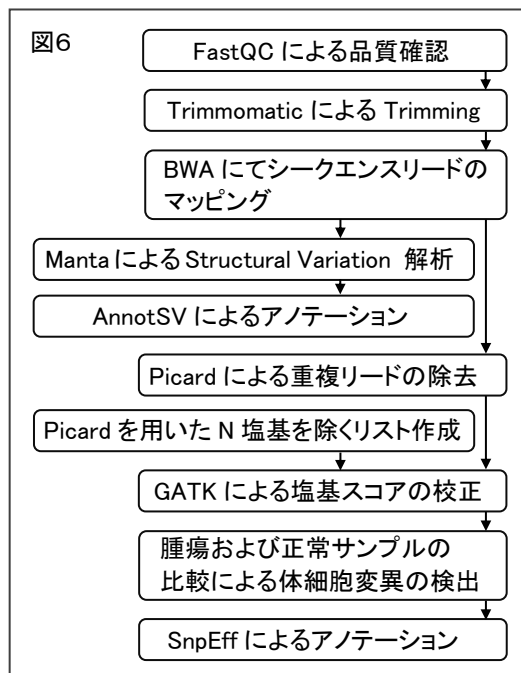 図6
FastQC による品質確認
Trimmomatic による Trimming
BWA にてシークエンスリードの
マッピング
Manta による Structural Variation 解析
AnnotSV によるアノテーション
Picard による重複リードの除去
Picard を用いた N 塩基を除くリスト作成
GATK による塩基スコアの校正
腫瘍および正常サンプルの
比較による体細胞変異の検出
SnpEff によるアノテーション